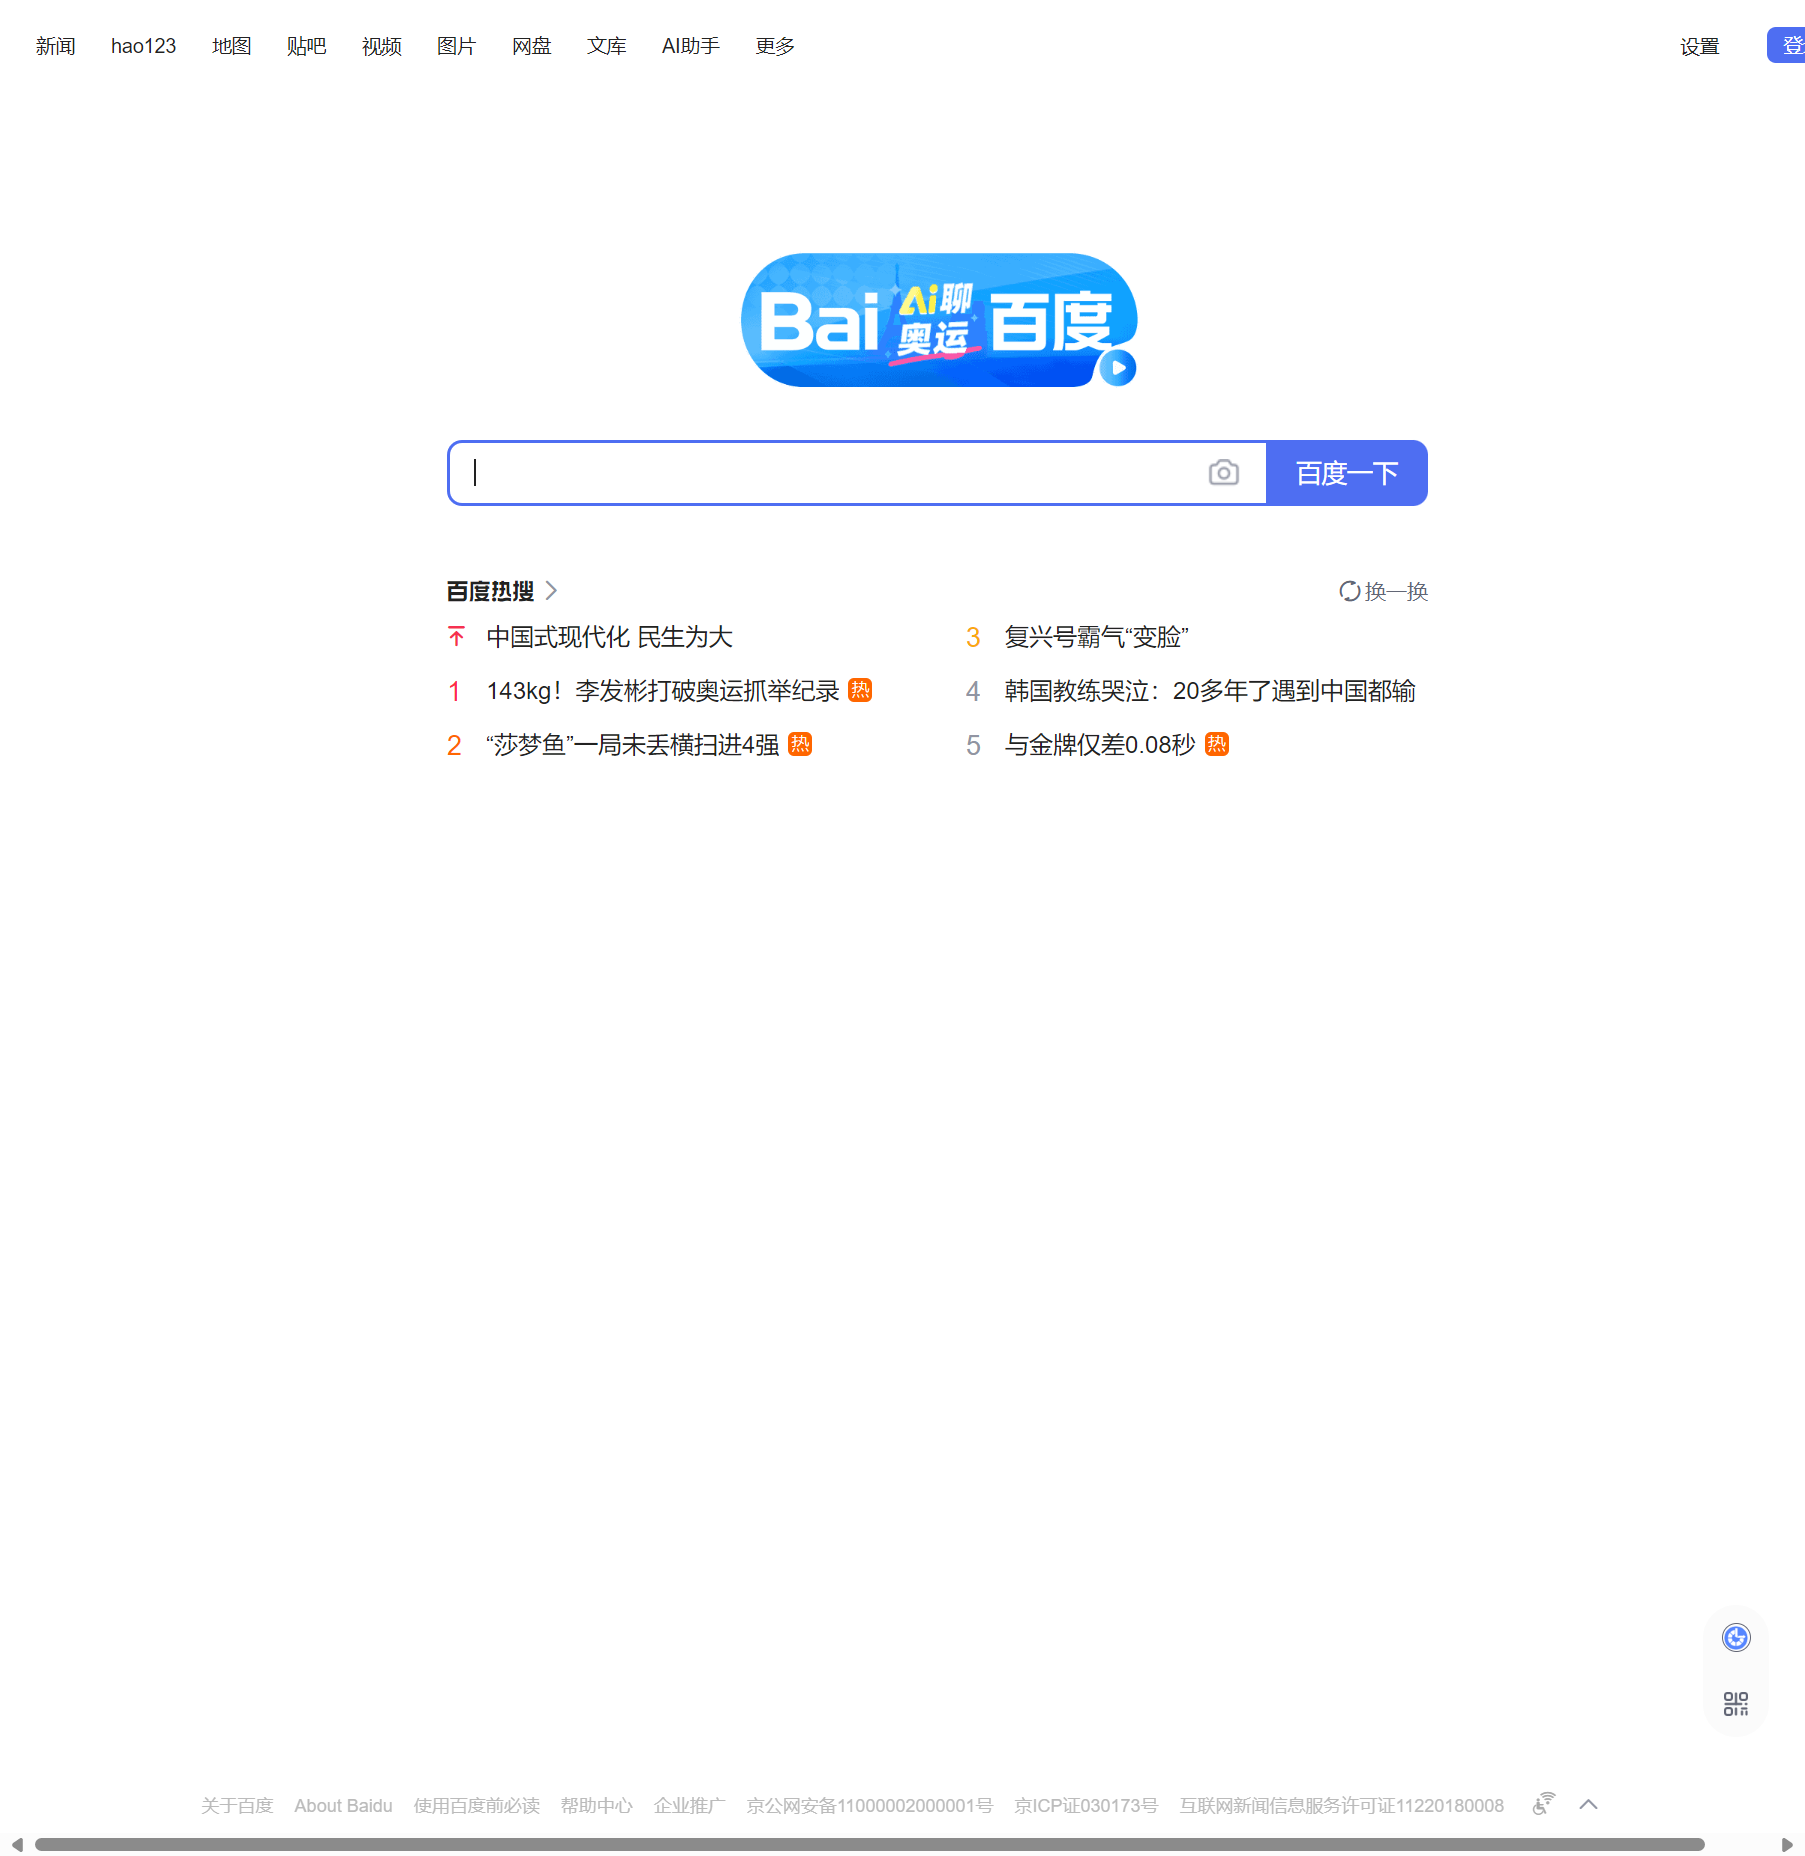 新闻 hao123 地图 贴吧 视频 图片 网盘 文库 AI助手 更多 设置
Bai Ai聊奥运 百度
百度一下
百度热搜 换一换
中国式现代化 民生为大
1 143kg！李发彬打破奥运抓举纪录 热
2 “莎梦鱼”一局未丢横扫进4强 热
3 复兴号霸气“变脸”
4 韩国教练哭泣：20多年了遇到中国都输
5 与金牌仅差0.08秒 热
关于百度 About Baidu 使用百度前必读 帮助中心 企业推广 京公网安备11000002000001号 京ICP证030173号 互联网新闻信息服务许可证11220180008